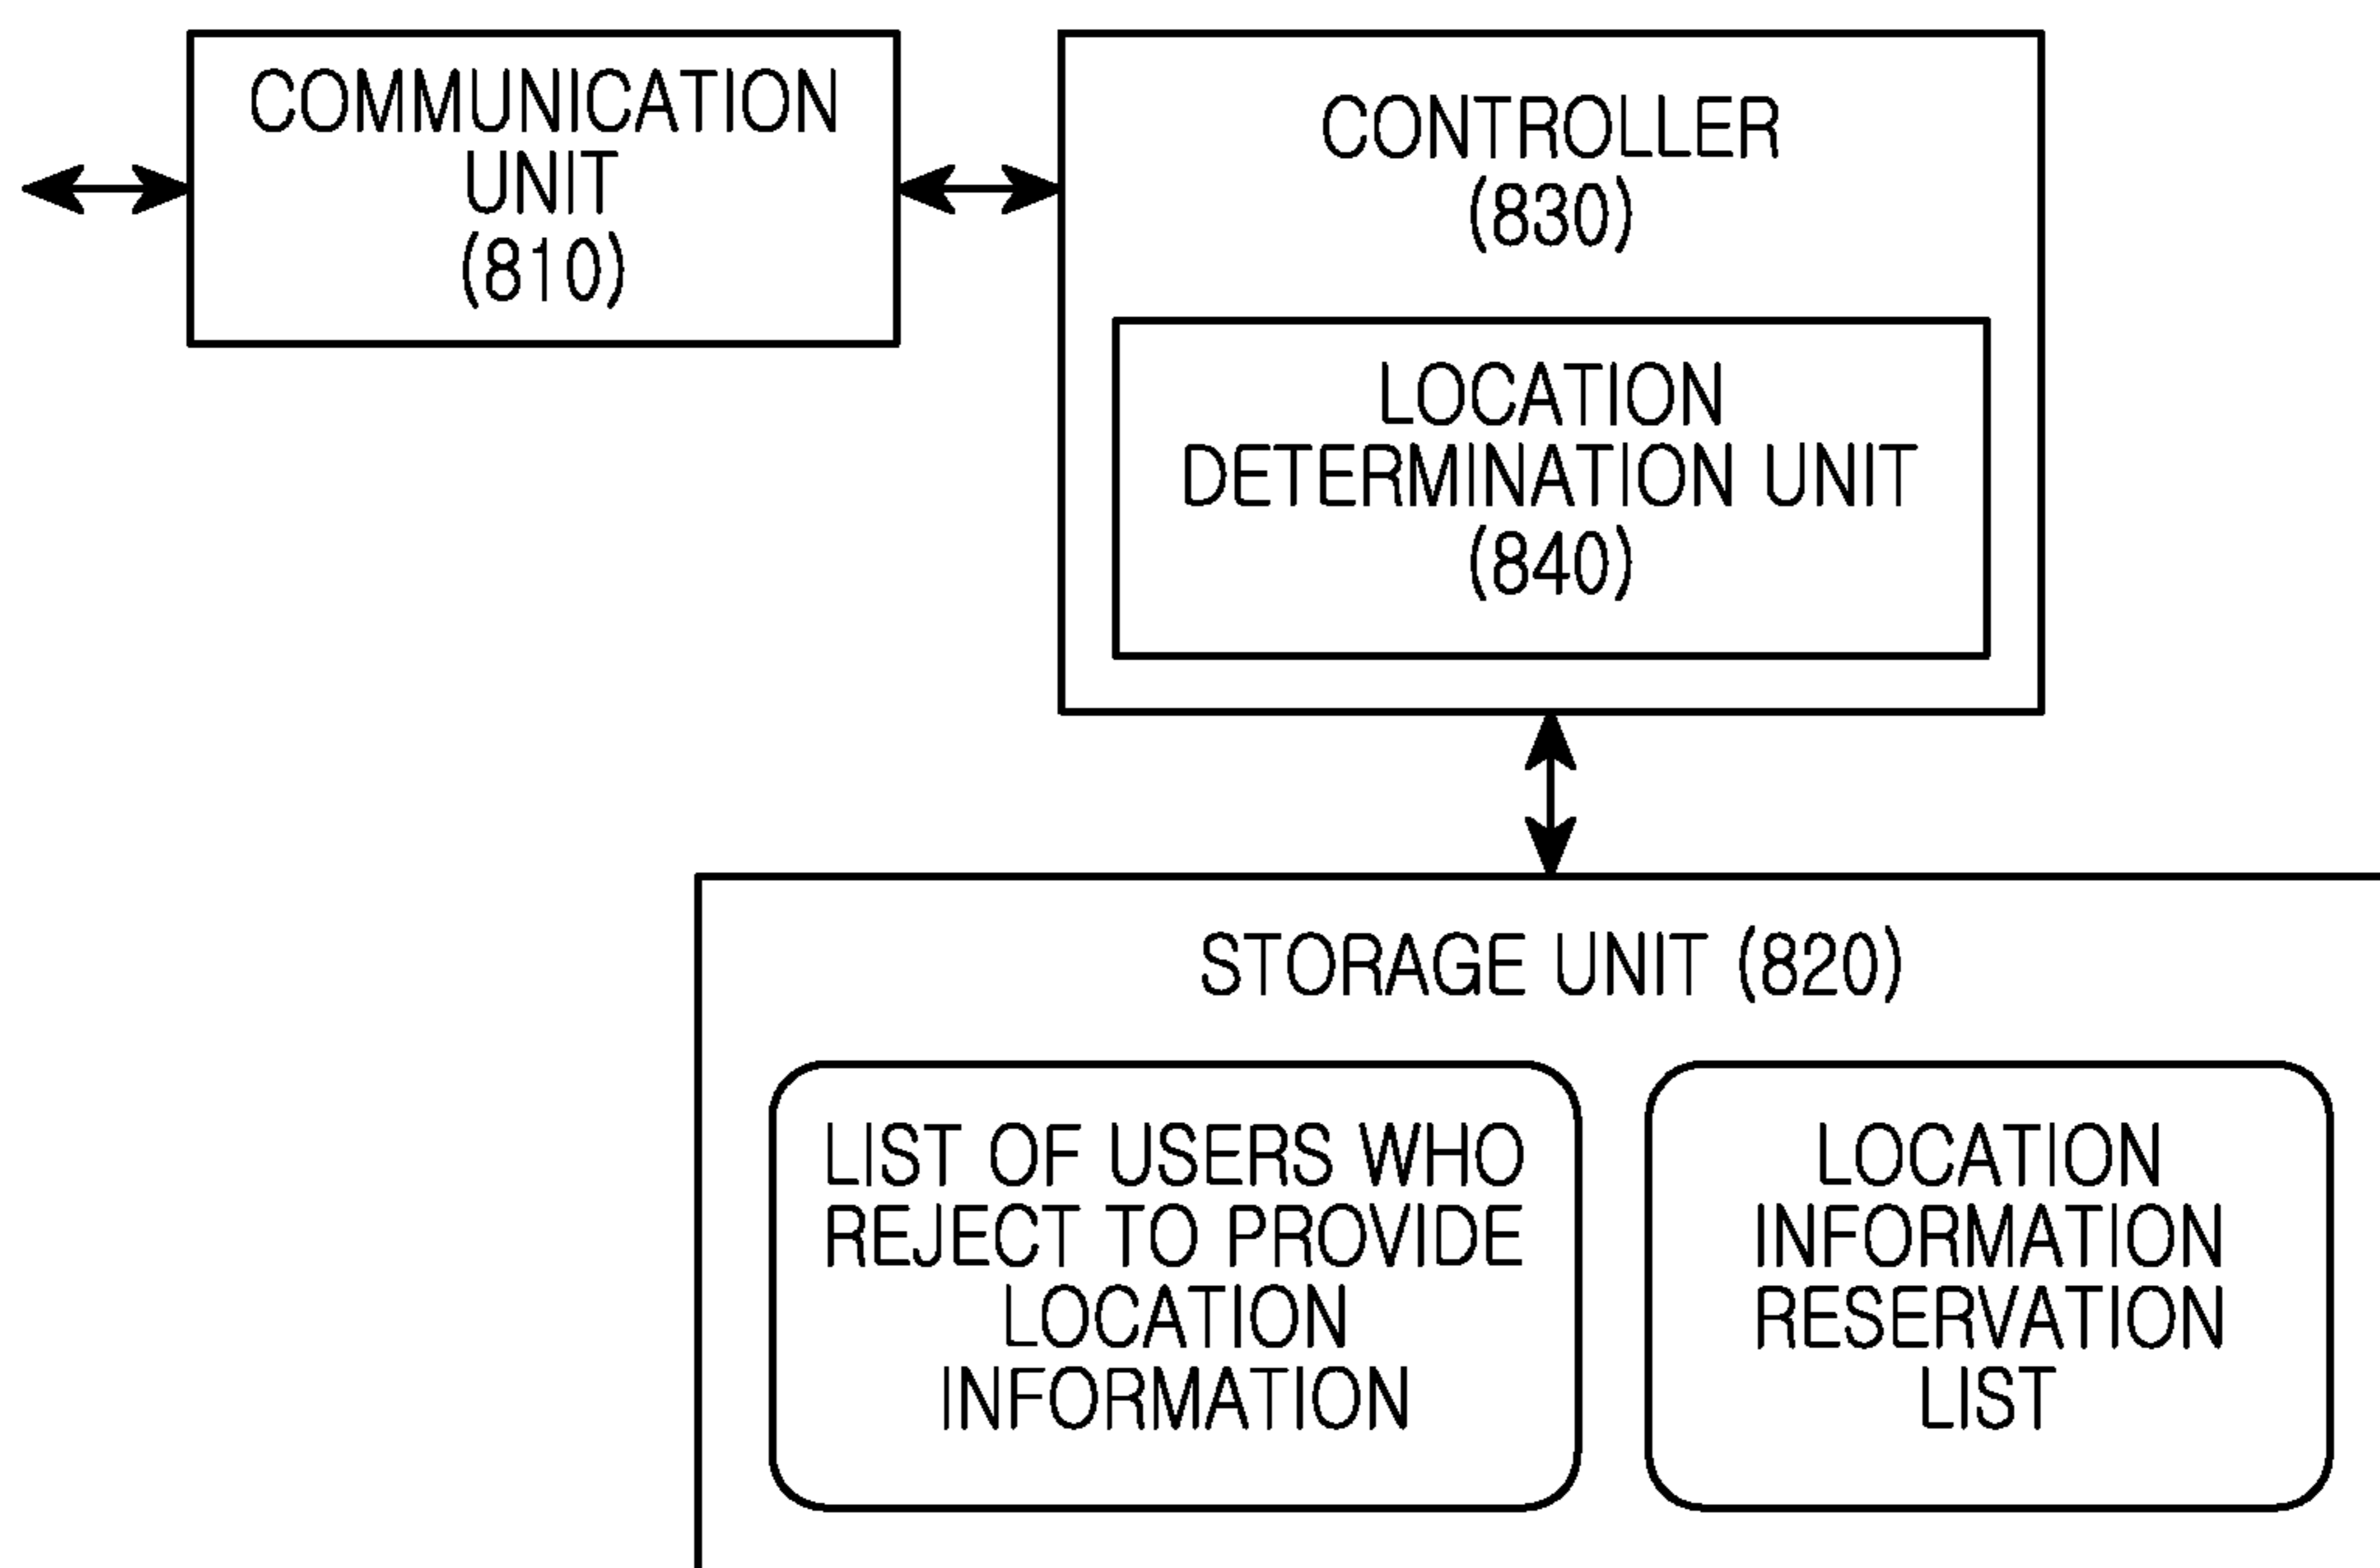 COMMUNICATION
UNIT
(810)
CONTROLLER
(830)
LOCATION
DETERMINATION UNIT
(840)
STORAGE UNIT (820)
LIST OF USERS WHO
REJECT TO PROVIDE
LOCATION
INFORMATION
LOCATION
INFORMATION
RESERVATION
LIST